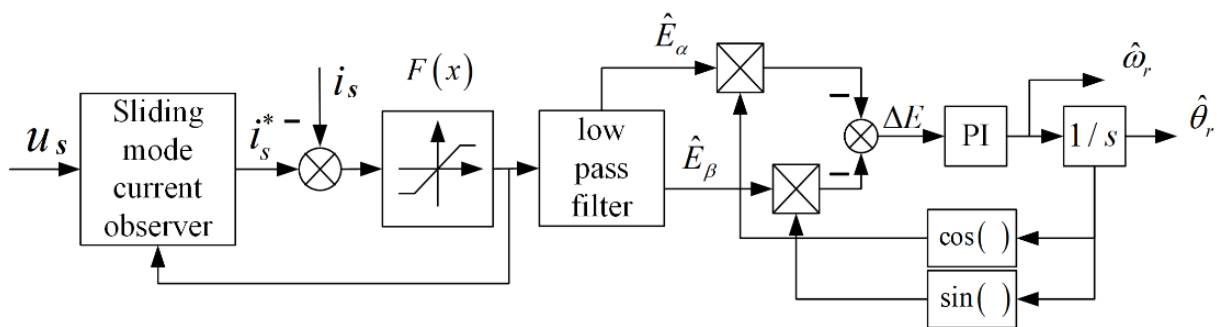 u_s
Sliding
mode
current
observer
i_s^*
−
i_s
F(x)
low
pass
filter
Ê_α
Ê_β
−
−
ΔE
PI
ω̂_r
1/s
θ̂_r
cos( )
sin( )